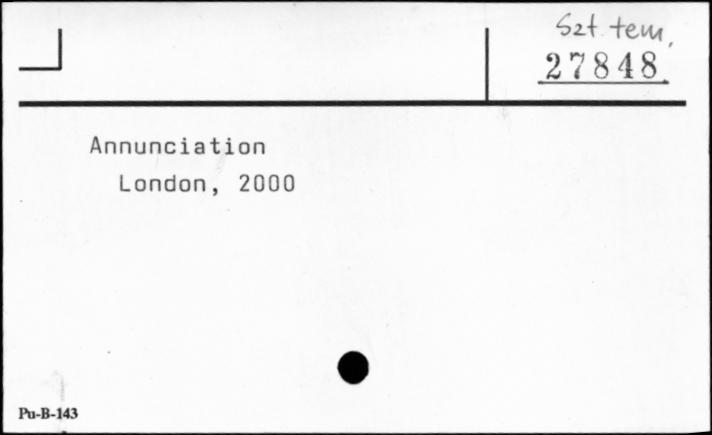 Szt. tem.
27848.
Annunciation
London, 2000
Pu-B-143